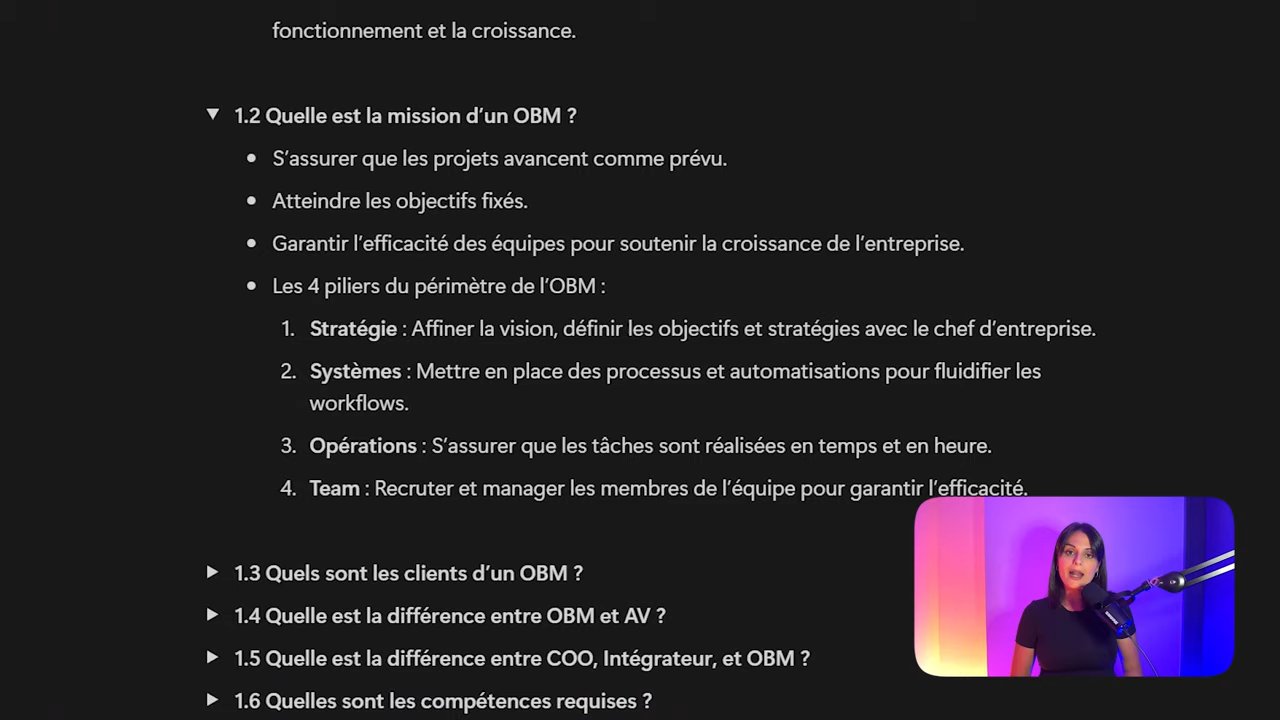 fonctionnement et la croissance.
▼ 1.2 Quelle est la mission d’un OBM ?
• S’assurer que les projets avancent comme prévu.
• Atteindre les objectifs fixés.
• Garantir l’efficacité des équipes pour soutenir la croissance de l’entreprise.
• Les 4 piliers du périmètre de l’OBM :
1. Stratégie : Affiner la vision, définir les objectifs et stratégies avec le chef d’entreprise.
2. Systèmes : Mettre en place des processus et automatisations pour fluidifier les
workflows.
3. Opérations : S’assurer que les tâches sont réalisées en temps et en heure.
4. Team : Recruter et manager les membres de l’équipe pour garantir l’efficacité.
▶ 1.3 Quels sont les clients d’un OBM ?
▶ 1.4 Quelle est la différence entre OBM et AV ?
▶ 1.5 Quelle est la différence entre COO, Intégrateur, et OBM ?
▶ 1.6 Quelles sont les compétences requises ?